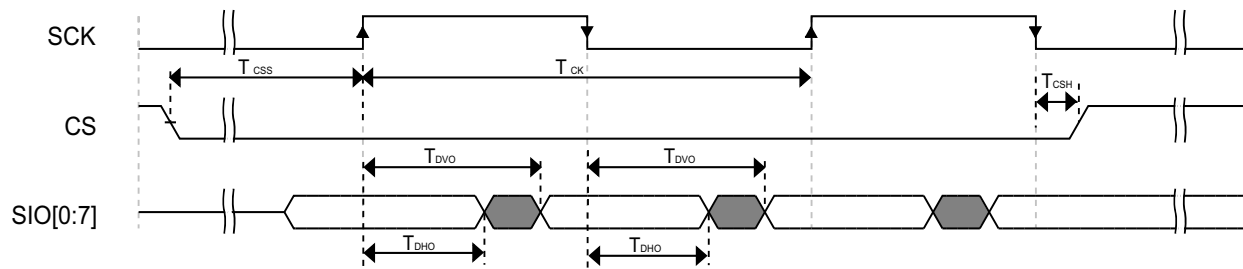 SCK
T CSS
T CK
T CSH
CS
T DVO
T DVO
SIO[0:7]
T DHO
T DHO